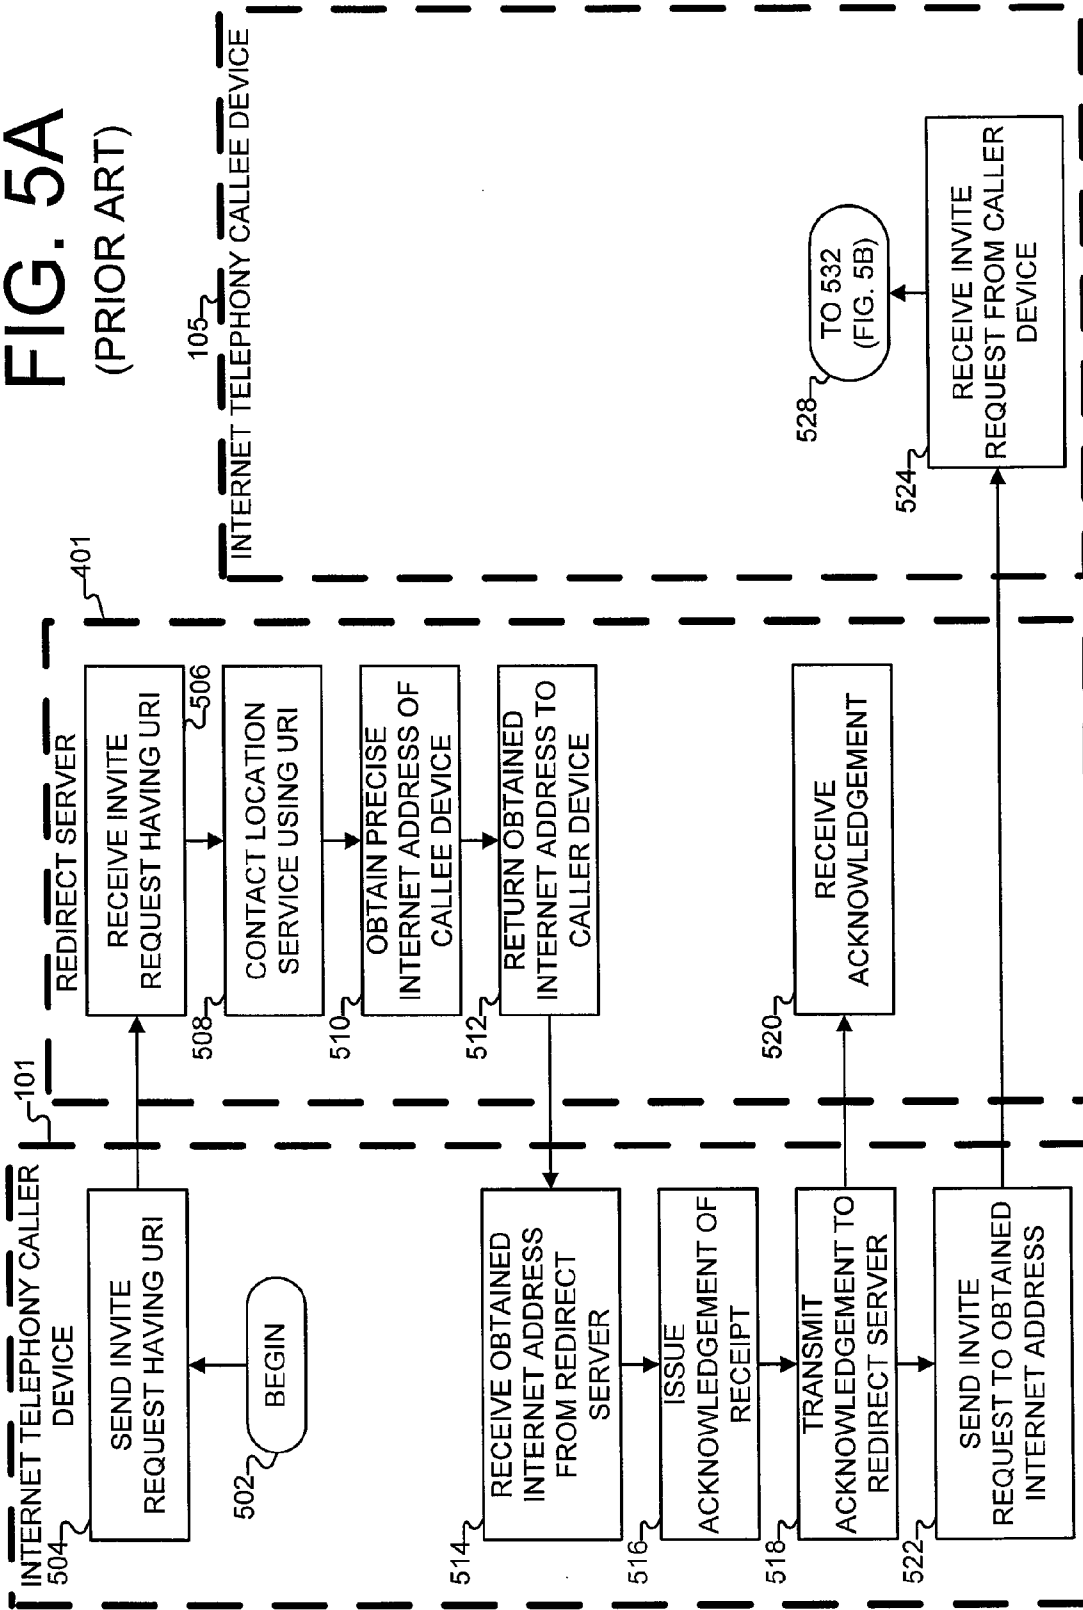 FIG. 5A
(PRIOR ART)
INTERNET TELEPHONY CALLER
DEVICE
101
504
SEND INVITE
REQUEST HAVING URI
502
BEGIN
514
RECEIVE OBTAINED
INTERNET ADDRESS
FROM REDIRECT
SERVER
516
ISSUE
ACKNOWLEDGEMENT OF
RECEIPT
518
TRANSMIT
ACKNOWLEDGEMENT TO
REDIRECT SERVER
522
SEND INVITE
REQUEST TO OBTAINED
INTERNET ADDRESS
REDIRECT SERVER
401
RECEIVE INVITE
REQUEST HAVING URI
506
508
CONTACT LOCATION
SERVICE USING URI
510
OBTAIN PRECISE
INTERNET ADDRESS OF
CALLEE DEVICE
512
RETURN OBTAINED
INTERNET ADDRESS TO
CALLER DEVICE
520
RECEIVE
ACKNOWLEDGEMENT
105
INTERNET TELEPHONY CALLEE DEVICE
528
TO 532
(FIG. 5B)
524
RECEIVE INVITE
REQUEST FROM CALLER
DEVICE